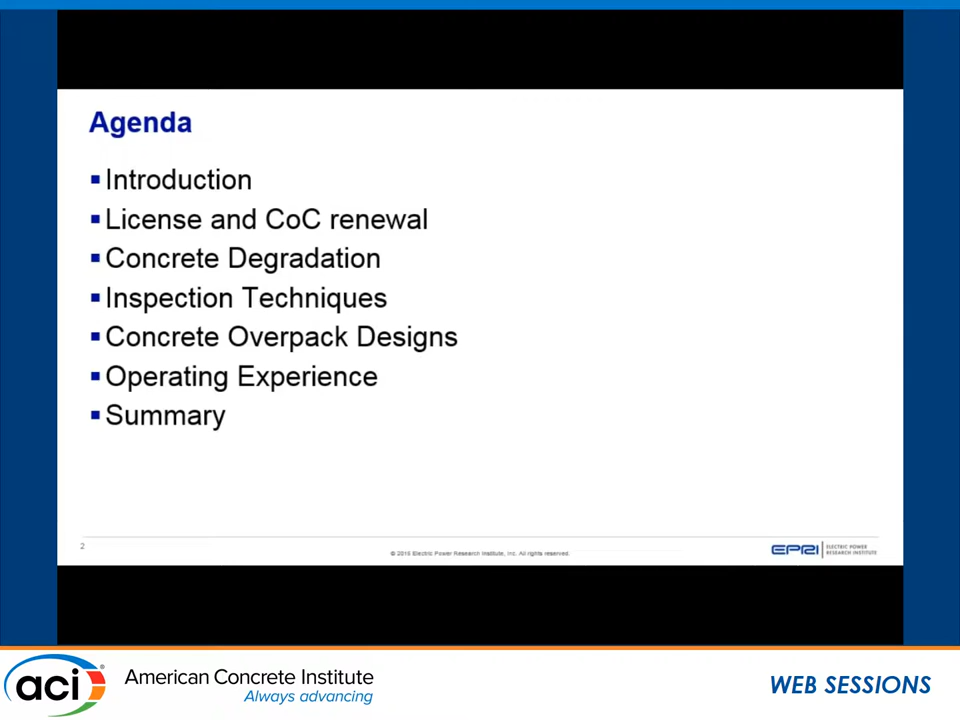 Agenda
▪Introduction
▪License and CoC renewal
▪Concrete Degradation
▪Inspection Techniques
▪Concrete Overpack Designs
▪Operating Experience
▪Summary
2
© 2015 Electric Power Research Institute, Inc. All rights reserved.
EPRI | ELECTRIC POWER
RESEARCH INSTITUTE
aci®
American Concrete Institute
Always advancing
WEB SESSIONS